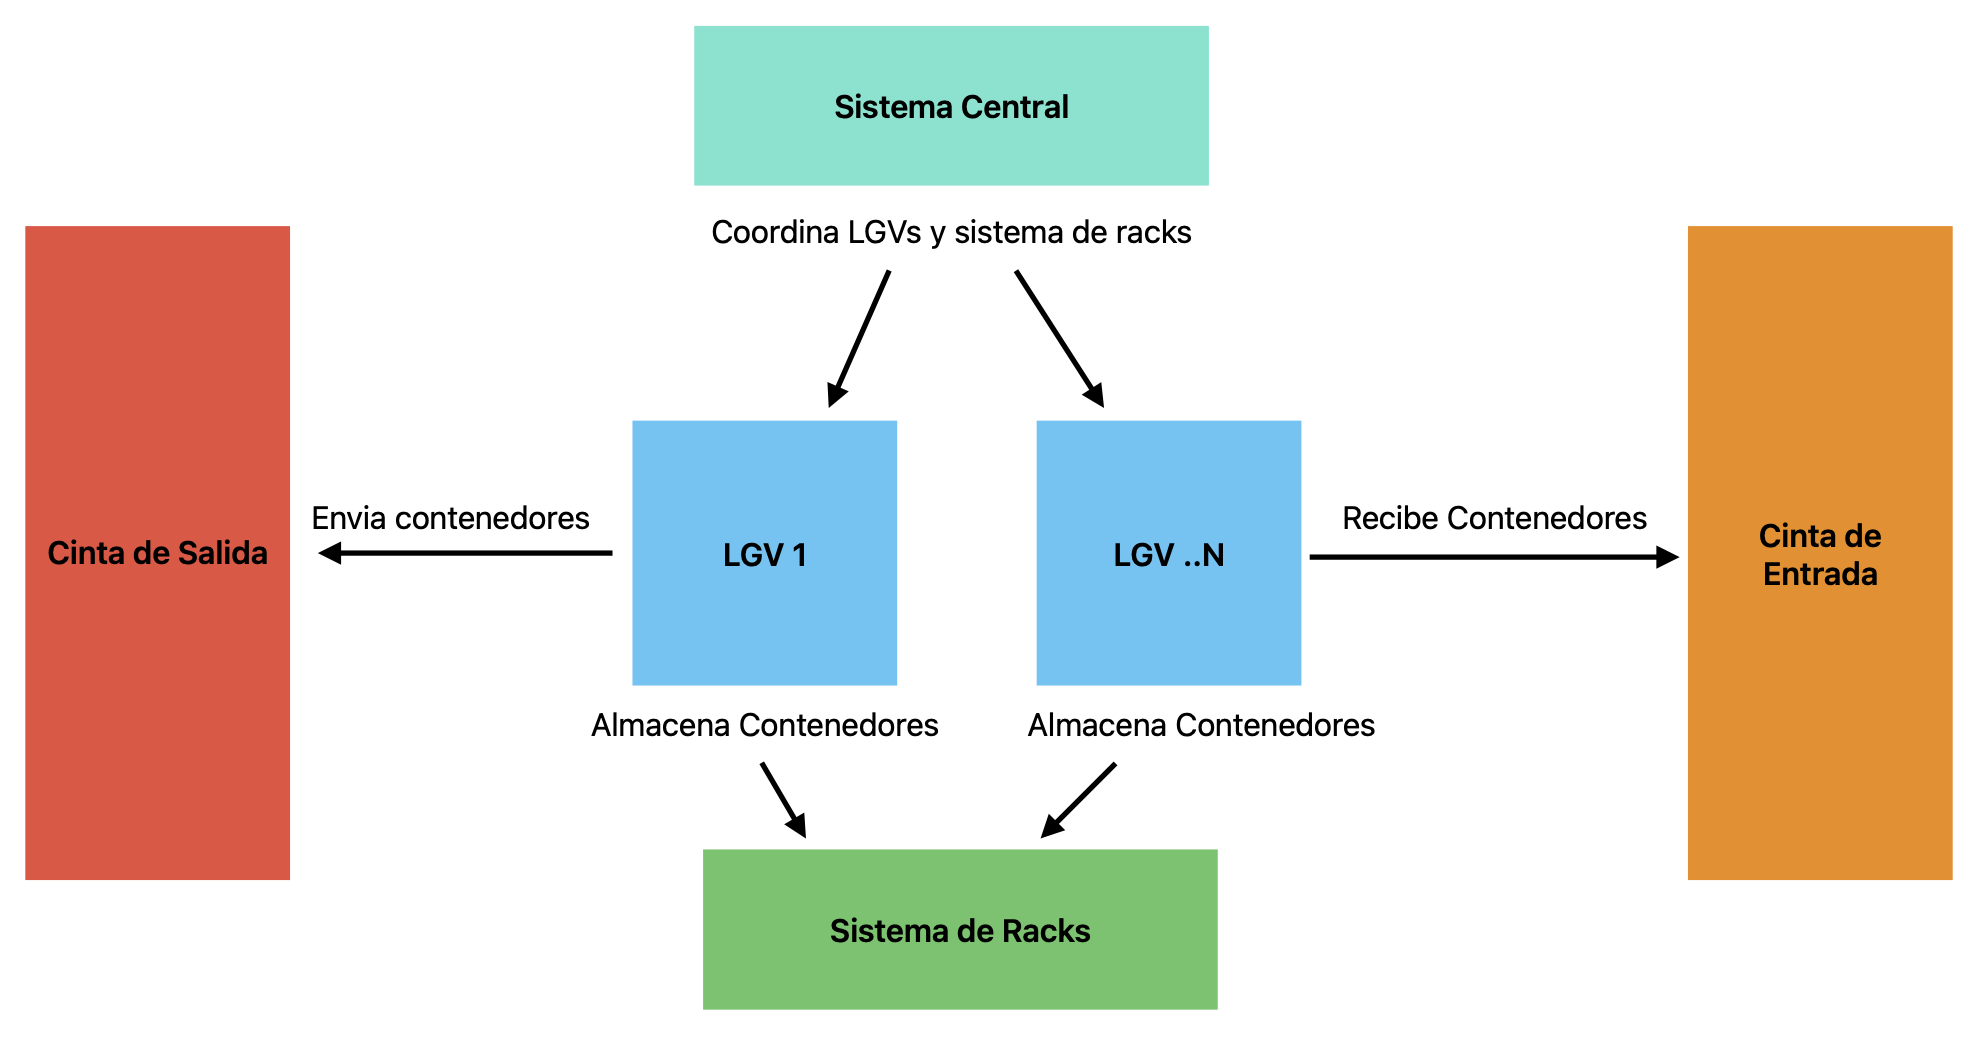 Sistema Central
Coordina LGVs y sistema de racks
Cinta de Salida
Envia contenedores
LGV 1
LGV ..N
Recibe Contenedores
Cinta de
Entrada
Almacena Contenedores
Almacena Contenedores
Sistema de Racks